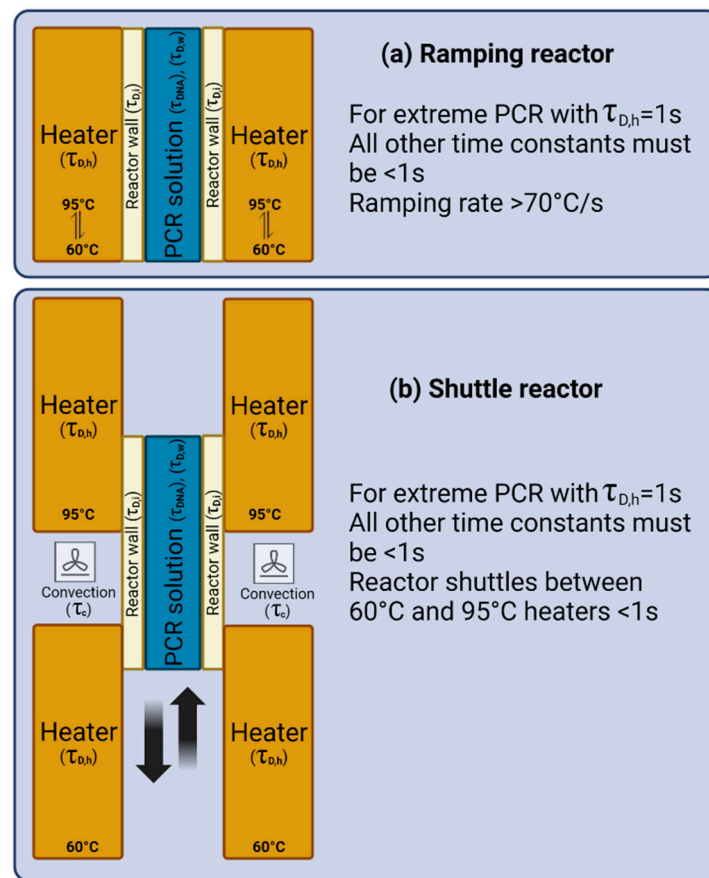 (a) Ramping reactor
Heater
(τD,h)
95°C
60°C
Reactor wall (τD,i)
PCR solution (τDNA), (τD,w)
Reactor wall (τD,i)
Heater
(τD,h)
95°C
60°C
For extreme PCR with τD,h=1s
All other time constants must
be <1s
Ramping rate >70°C/s
(b) Shuttle reactor
Heater
(τD,h)
95°C
Heater
(τD,h)
95°C
Reactor wall (τD,i)
PCR solution (τDNA), (τD,w)
Reactor wall (τD,i)
Convection
(τc)
Convection
(τc)
Heater
(τD,h)
60°C
Heater
(τD,h)
60°C
For extreme PCR with τD,h=1s
All other time constants must
be <1s
Reactor shuttles between
60°C and 95°C heaters <1s